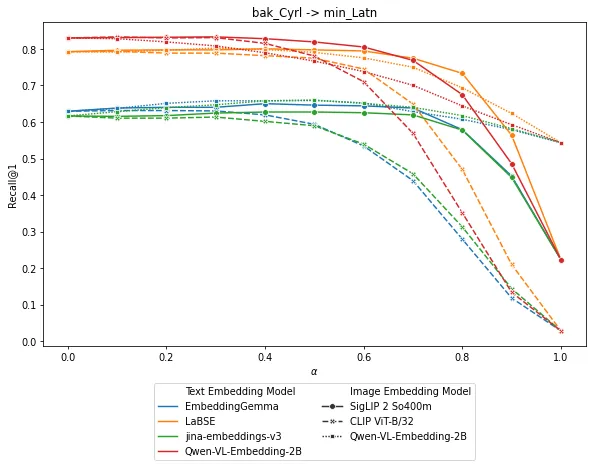 bak_Cyrl -> min_Latn
Recall@1
0.8
0.7
0.6
0.5
0.4
0.3
0.2
0.1
0.0
0.0 0.2 0.4 0.6 0.8 1.0
α
Text Embedding Model Image Embedding Model
EmbeddingGemma SigLIP 2 So400m
LaBSE CLIP ViT-B/32
jina-embeddings-v3 Qwen-VL-Embedding-2B
Qwen-VL-Embedding-2B